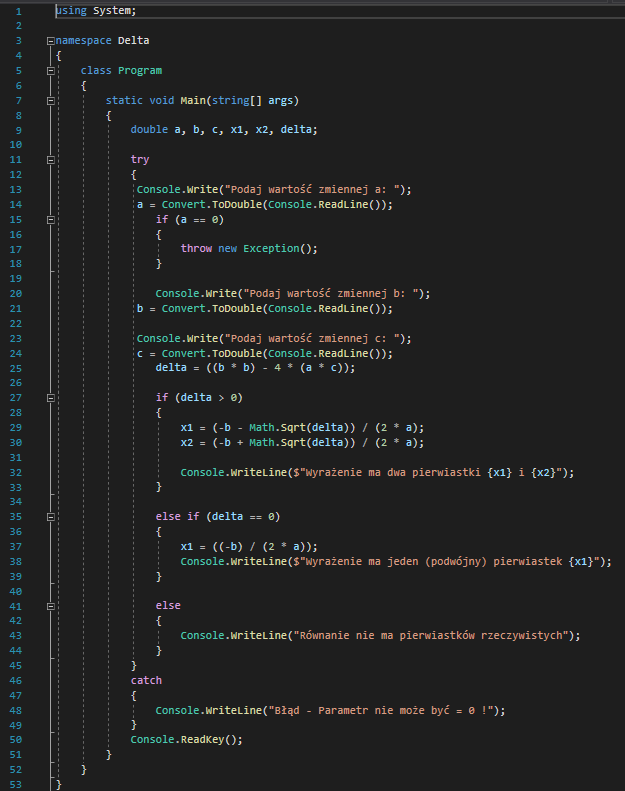 1 using System;
2
3 namespace Delta
4 {
5 class Program
6 {
7 static void Main(string[] args)
8 {
9 double a, b, c, x1, x2, delta;
10
11 try
12 {
13 Console.Write("Podaj wartość zmiennej a: ");
14 a = Convert.ToDouble(Console.ReadLine());
15 if (a == 0)
16 {
17 throw new Exception();
18 }
19
20 Console.Write("Podaj wartość zmiennej b: ");
21 b = Convert.ToDouble(Console.ReadLine());
22
23 Console.Write("Podaj wartość zmiennej c: ");
24 c = Convert.ToDouble(Console.ReadLine());
25 delta = ((b * b) - 4 * (a * c));
26
27 if (delta > 0)
28 {
29 x1 = (-b - Math.Sqrt(delta)) / (2 * a);
30 x2 = (-b + Math.Sqrt(delta)) / (2 * a);
31
32 Console.WriteLine($"Wyrażenie ma dwa pierwiastki {x1} i {x2}");
33 }
34
35 else if (delta == 0)
36 {
37 x1 = ((-b) / (2 * a));
38 Console.WriteLine($"Wyrażenie ma jeden (podwójny) pierwiastek {x1}");
39 }
40
41 else
42 {
43 Console.WriteLine("Równanie nie ma pierwiastków rzeczywistych");
44 }
45 }
46 catch
47 {
48 Console.WriteLine("Błąd - Parametr nie może być = 0 !");
49 }
50 Console.ReadKey();
51 }
52 }
53 }